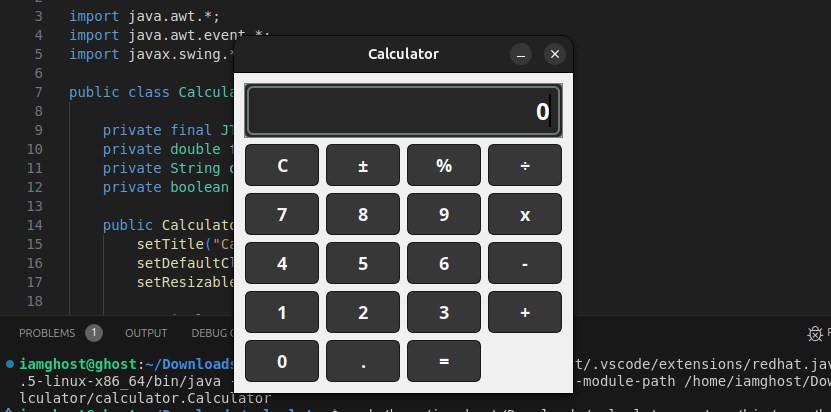 3 import java.awt.*;
4 import java.awt.event.*;
5 import javax.swing.*
6
7 public class Calcula
8
9 private final JT
10 private double f
11 private String o
12 private boolean
13
14 public Calculato
15 setTitle("Ca
16 setDefaultCl
17 setResizable
18
Calculator
0
C ± % ÷
7 8 9 x
4 5 6 -
1 2 3 +
0 . =
PROBLEMS 1 OUTPUT DEBUG C
iamghost@ghost:~/Downloads t/.vscode/extensions/redhat.jav
.5-linux-x86_64/bin/java - -module-path /home/iamghost/Dow
lculator/calculator.Calculator